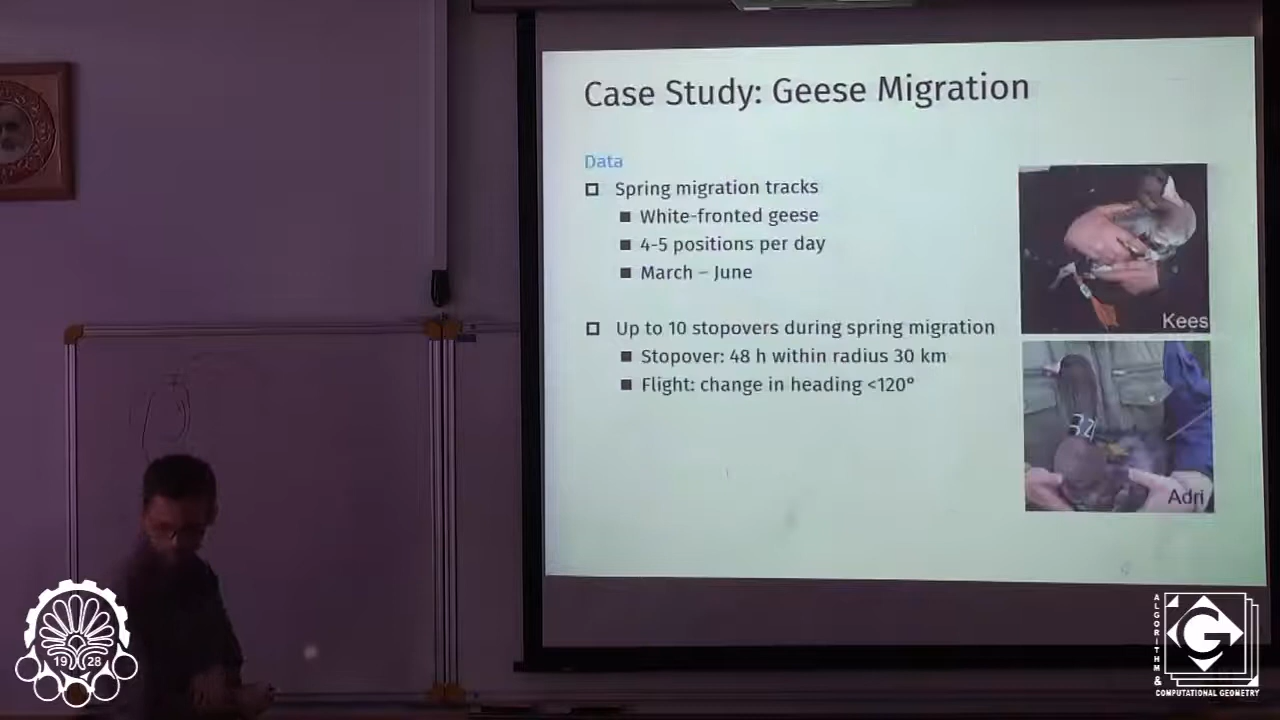 Case Study: Geese Migration
Data
Spring migration tracks
White-fronted geese
4-5 positions per day
March – June
Up to 10 stopovers during spring migration
Stopover: 48 h within radius 30 km
Flight: change in heading <120°
Kees
Adri
19 28
ALGORITHM &
COMPUTATIONAL GEOMETRY
G